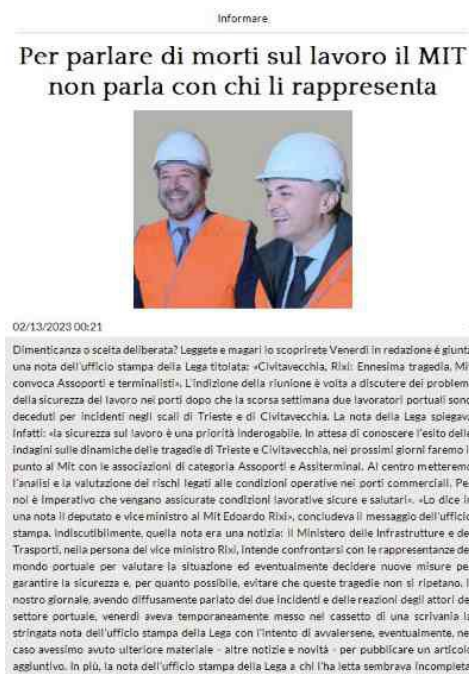 Informare
Per parlare di morti sul lavoro il MIT
non parla con chi li rappresenta
02/13/2023 00:21
Dimenticanza o scelta deliberata? Leggete e magari lo scoprirete Venerdì in redazione è giunta
una nota dell'ufficio stampa della Lega titolata: «Civitavecchia, Rixi: Ennesima tragedia, Mit
convoca Assoporti e terminalisti». L'indizione della riunione è volta a discutere dei problemi
della sicurezza del lavoro nei porti dopo che la scorsa settimana due lavoratori portuali sono
deceduti per incidenti negli scali di Trieste e di Civitavecchia. La nota della Lega spiegava
infatti: «la sicurezza sul lavoro è una priorità inderogabile. In attesa di conoscere l'esito delle
indagini sulle dinamiche delle tragedie di Trieste e Civitavecchia, nei prossimi giorni faremo il
punto al Mit con le associazioni di categoria Assoporti e Assiterminal. Al centro metteremo
l'analisi e la valutazione dei rischi legati alle condizioni operative nei porti commerciali. Per
noi è imperativo che vengano assicurate condizioni lavorative sicure e salutari». «Lo dice in
una nota il deputato e vice ministro al Mit Edoardo Rixi», concludeva il messaggio dell'ufficio
stampa. Indiscutibilmente, quella nota era una notizia: il Ministero delle Infrastrutture e dei
Trasporti, nella persona del vice ministro Rixi, intende confrontarsi con le rappresentanze del
mondo portuale per valutare la situazione ed eventualmente decidere nuove misure per
garantire la sicurezza e, per quanto possibile, evitare che queste tragedie non si ripetano. Il
nostro giornale, avendo diffusamente parlato dei due incidenti e delle reazioni degli attori del
settore portuale, venerdì aveva temporaneamente messo nel cassetto di una scrivania la
stringata nota dell'ufficio stampa della Lega con l'intento di avvalersene, eventualmente, nel
caso avessimo avuto ulteriore materiale - altre notizie e novità - per pubblicare un articolo
aggiuntivo. In più, la nota dell'ufficio stampa della Lega a chi l'ha letta sembrava incompleta